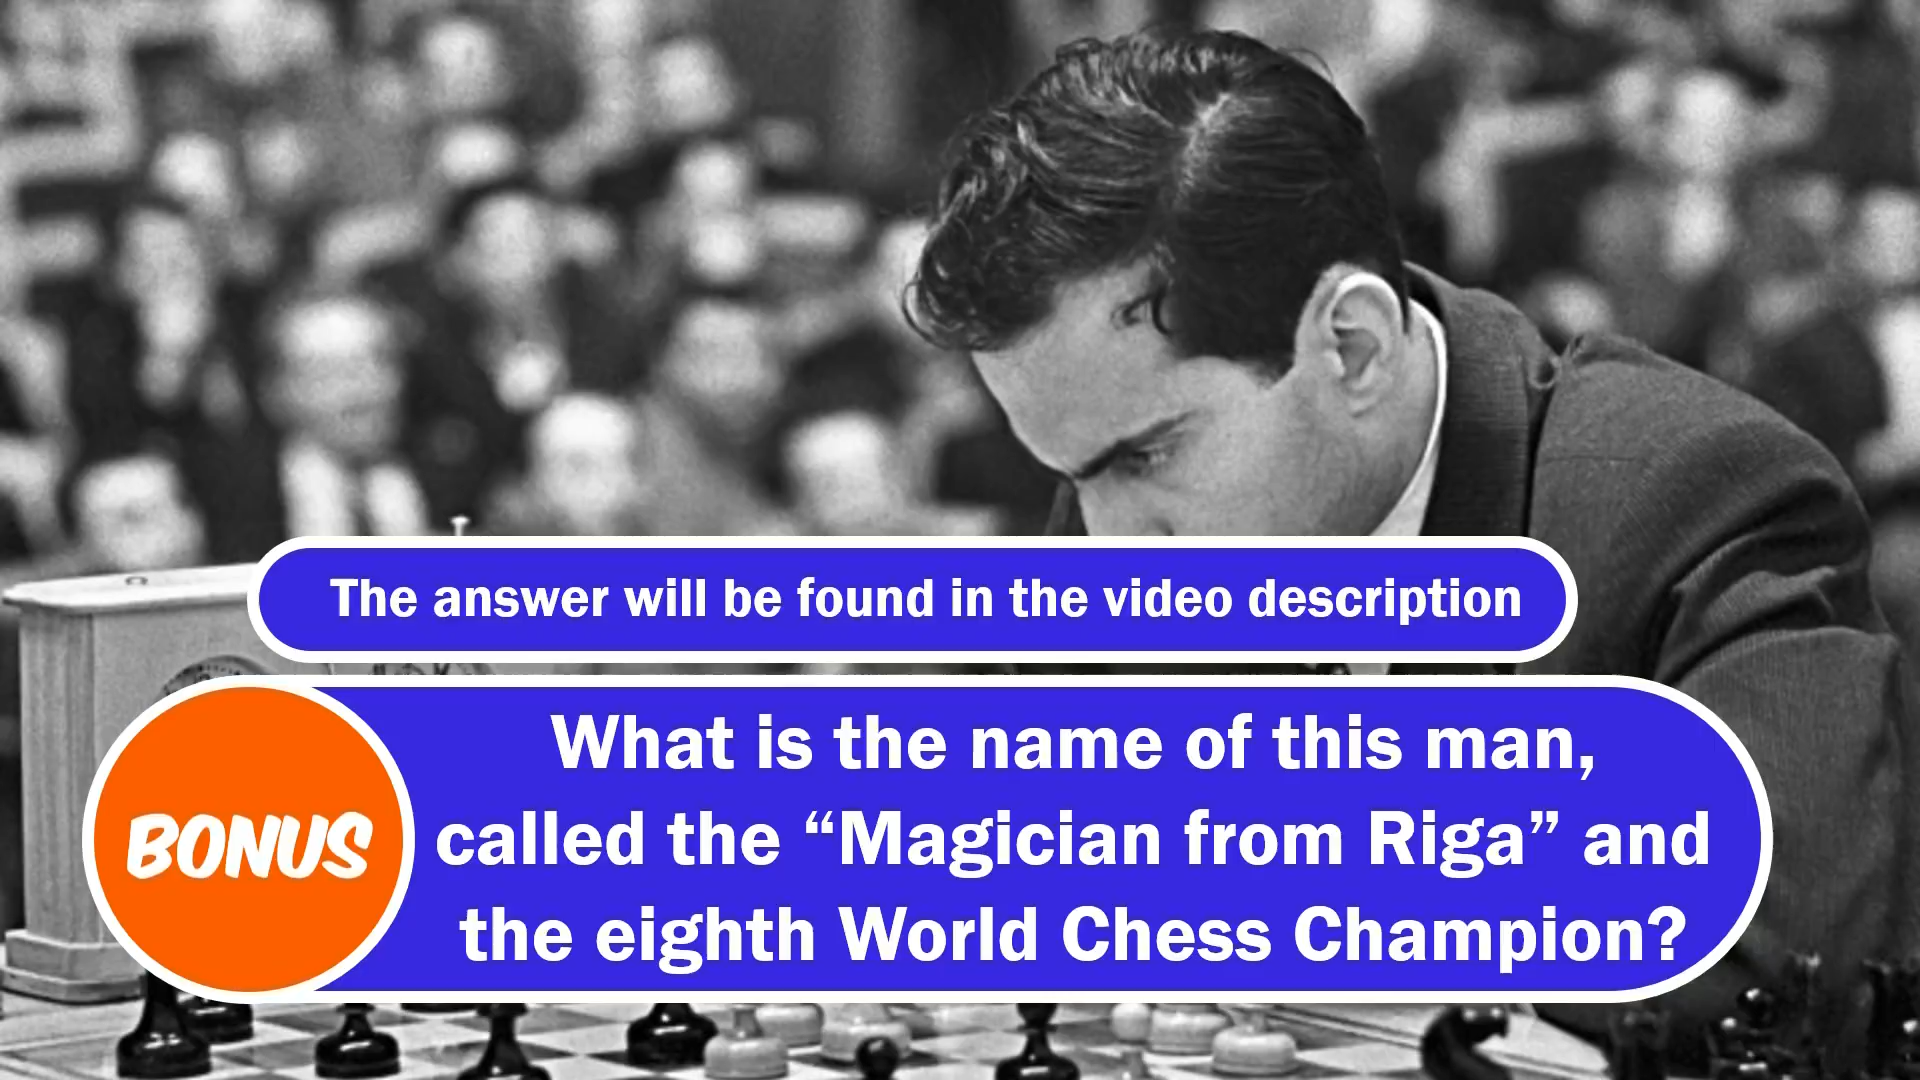 The answer will be found in the video description
BONUS
What is the name of this man,
called the “Magician from Riga” and
the eighth World Chess Champion?